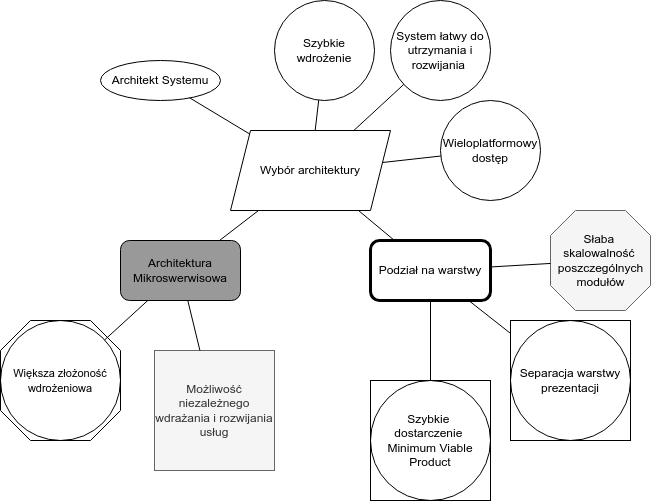 Szybkie
wdrożenie
System łatwy do
utrzymania i
rozwijania
Architekt Systemu
Wieloplatformowy
dostęp
Wybór architektury
Architektura
Mikroswerwisowa
Podział na warstwy
Słaba
skalowalność
poszczególnych
modułów
Większa złożoność
wdrożeniowa
Możliwość
niezależnego
wdrażania i rozwijania
usług
Szybkie
dostarczenie
Minimum Viable
Product
Separacja warstwy
prezentacji